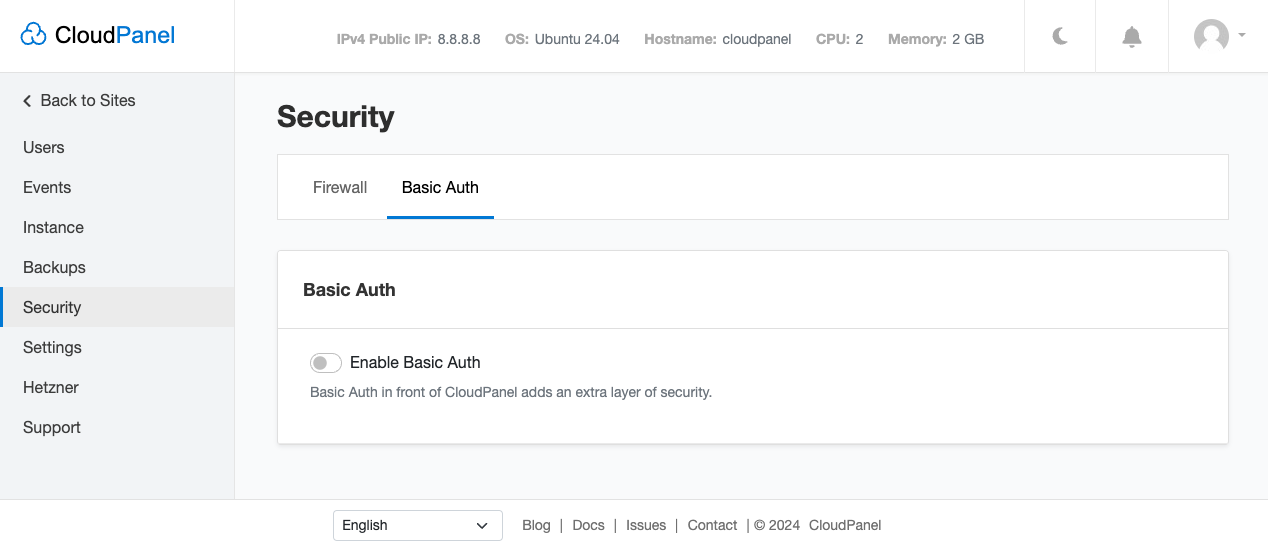 CloudPanel
IPv4 Public IP: 8.8.8.8 OS: Ubuntu 24.04 Hostname: cloudpanel CPU: 2 Memory: 2 GB
Back to Sites
Users
Events
Instance
Backups
Security
Settings
Hetzner
Support
Security
Firewall Basic Auth
Basic Auth
Enable Basic Auth
Basic Auth in front of CloudPanel adds an extra layer of security.
English Blog | Docs | Issues | Contact | © 2024 CloudPanel